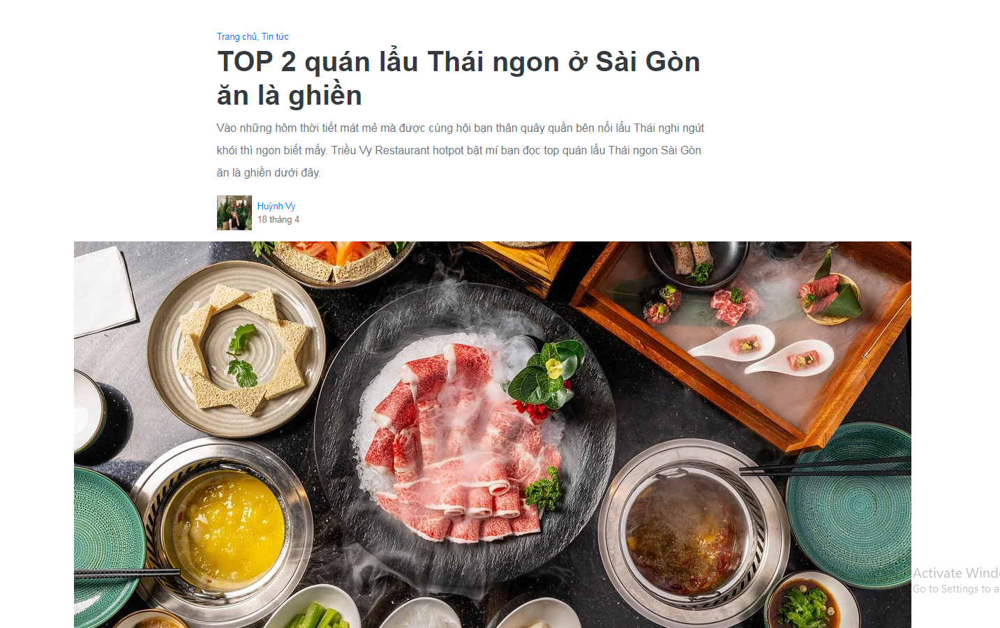 Trang chủ, Tin tức
TOP 2 quán lẩu Thái ngon ở Sài Gòn
ăn là ghiền
Vào những hôm thời tiết mát mẻ mà được cùng hội bạn thân quây quần bên nồi lẩu Thái nghi ngút
khói thì ngon biết mấy. Triều Vy Restaurant hotpot bật mí bạn đọc top quán lẩu Thái ngon Sài Gòn
ăn là ghiền dưới đây.
Huỳnh Vy
18 tháng 4
Activate Wind
Go to Settings to a